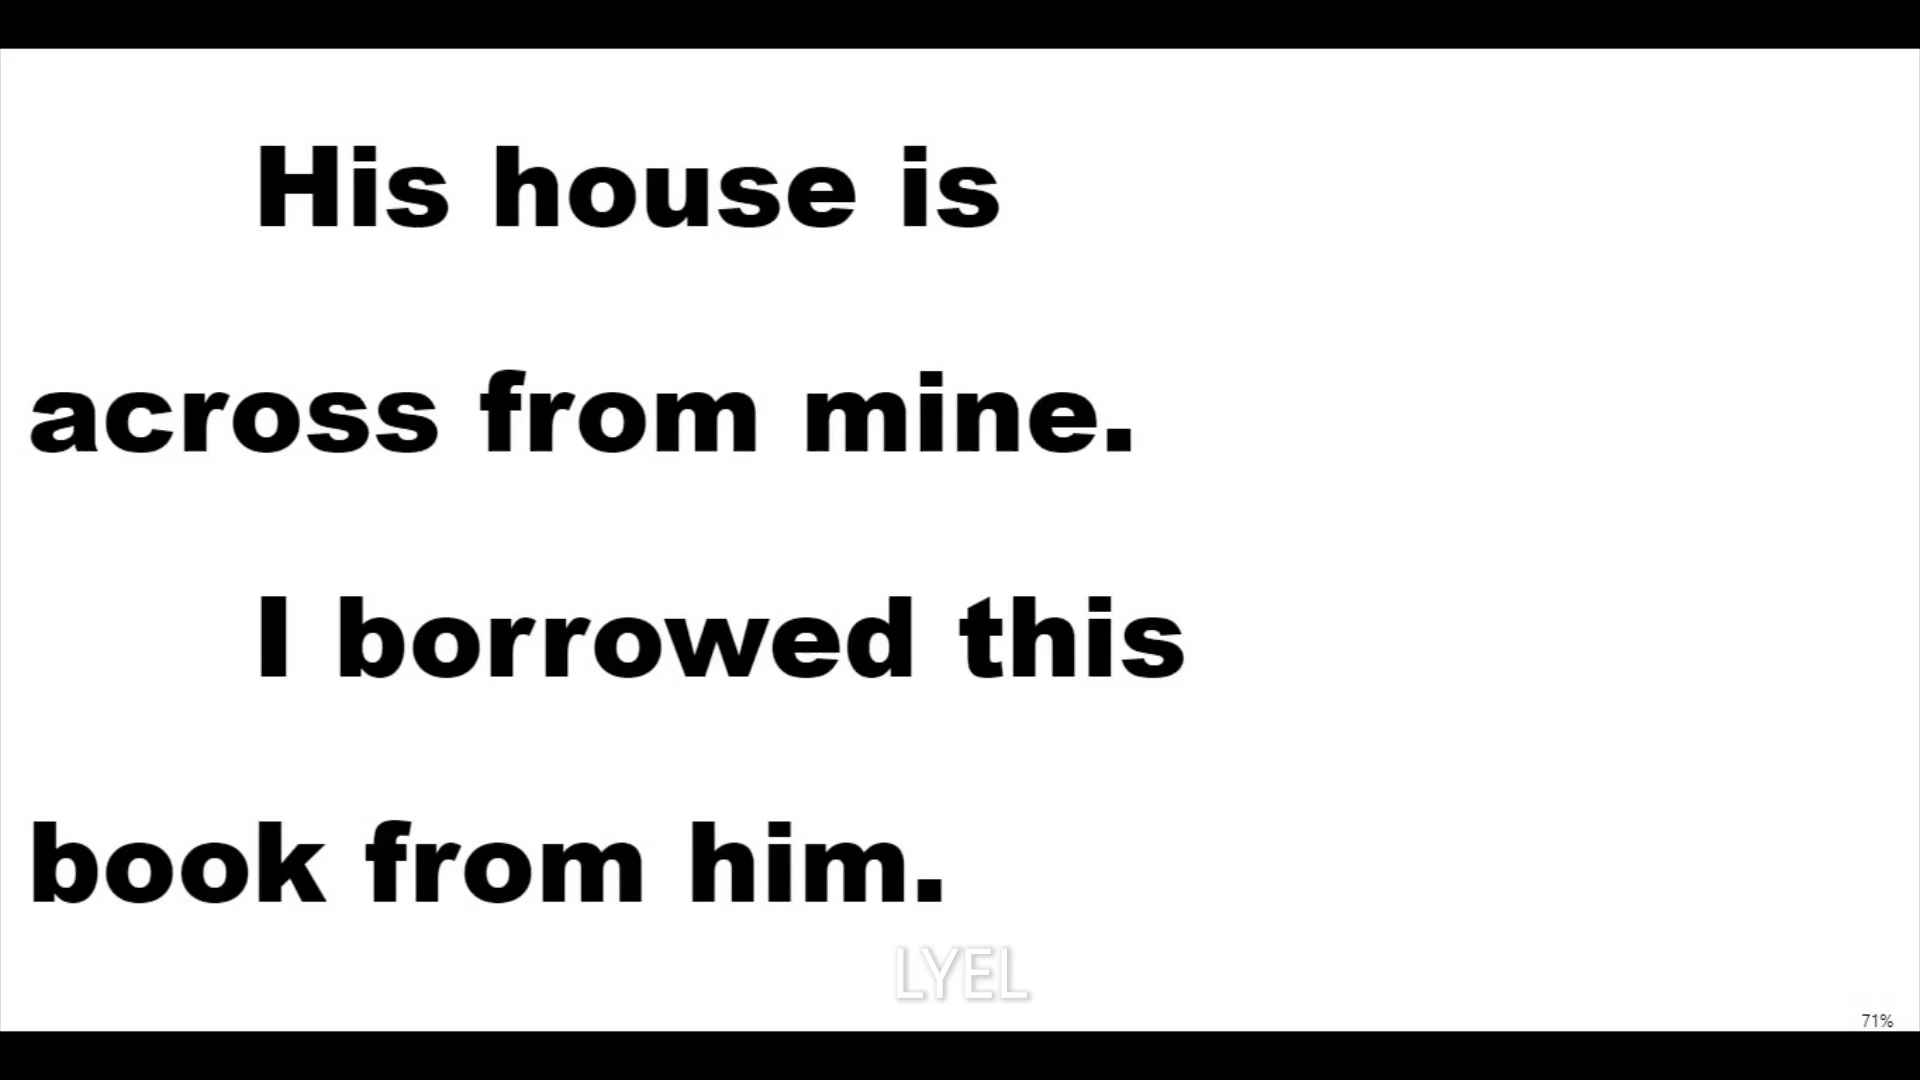 His house is
across from mine.
I borrowed this
book from him.
LYEL
71%